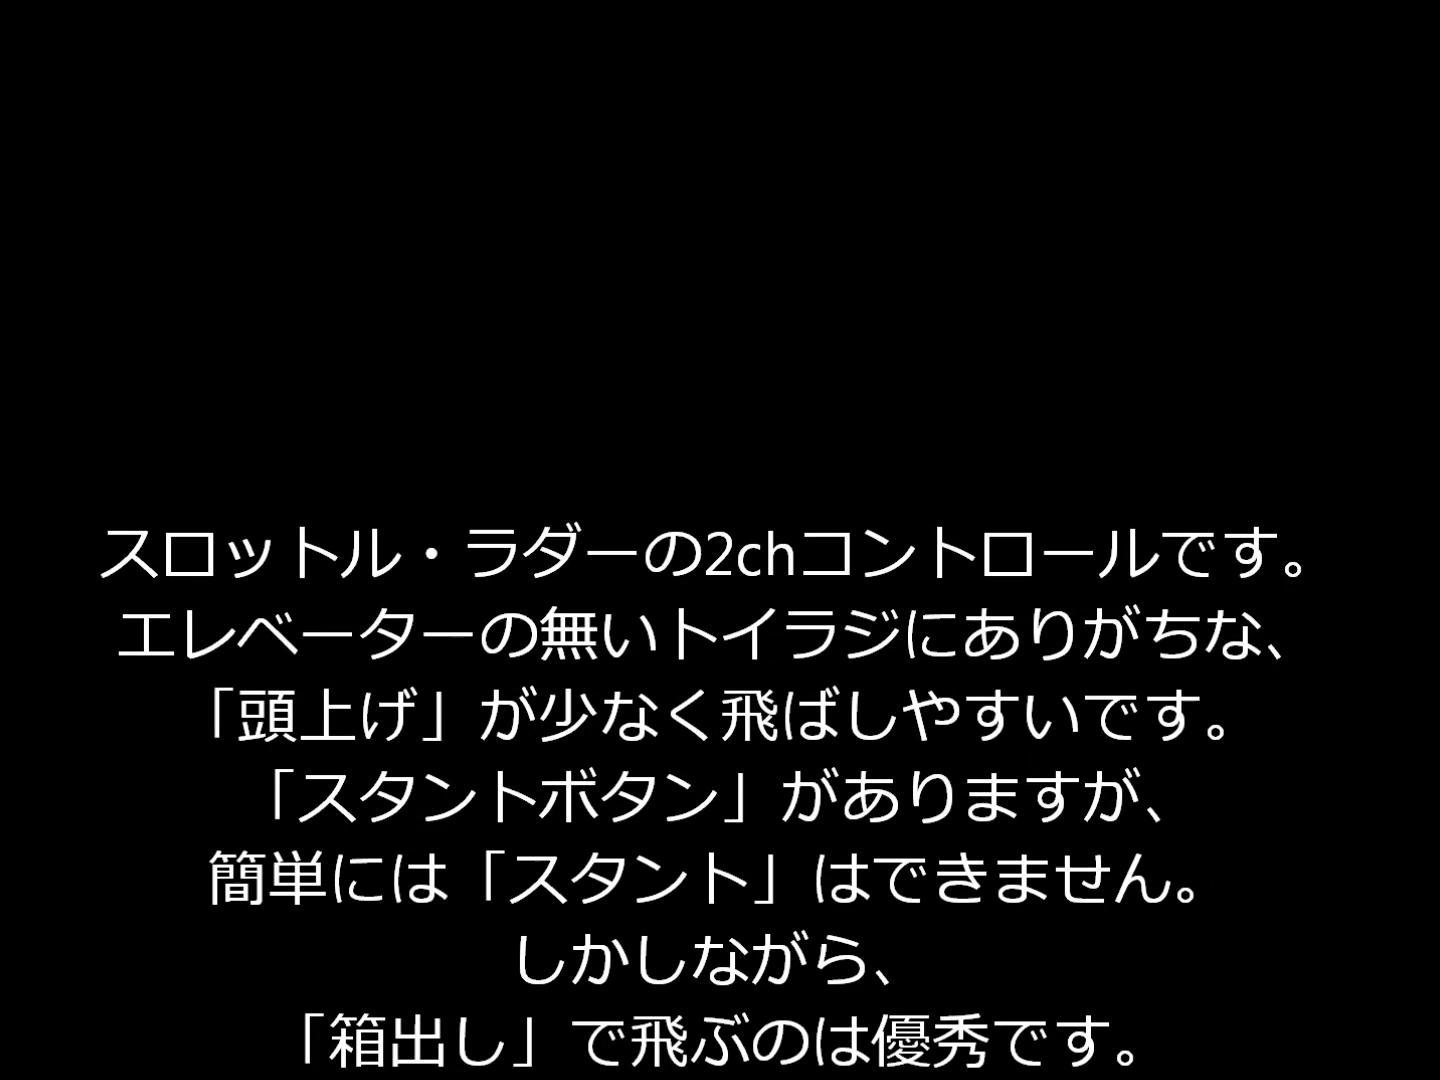 スロットル・ラダーの2chコントロールです。
エレベーターの無いトイラジにありがちな、
「頭上げ」が少なく飛ばしやすいです。
「スタントボタン」がありますが、
簡単には「スタント」はできません。
しかしながら、
「箱出し」で飛ぶのは優秀です。